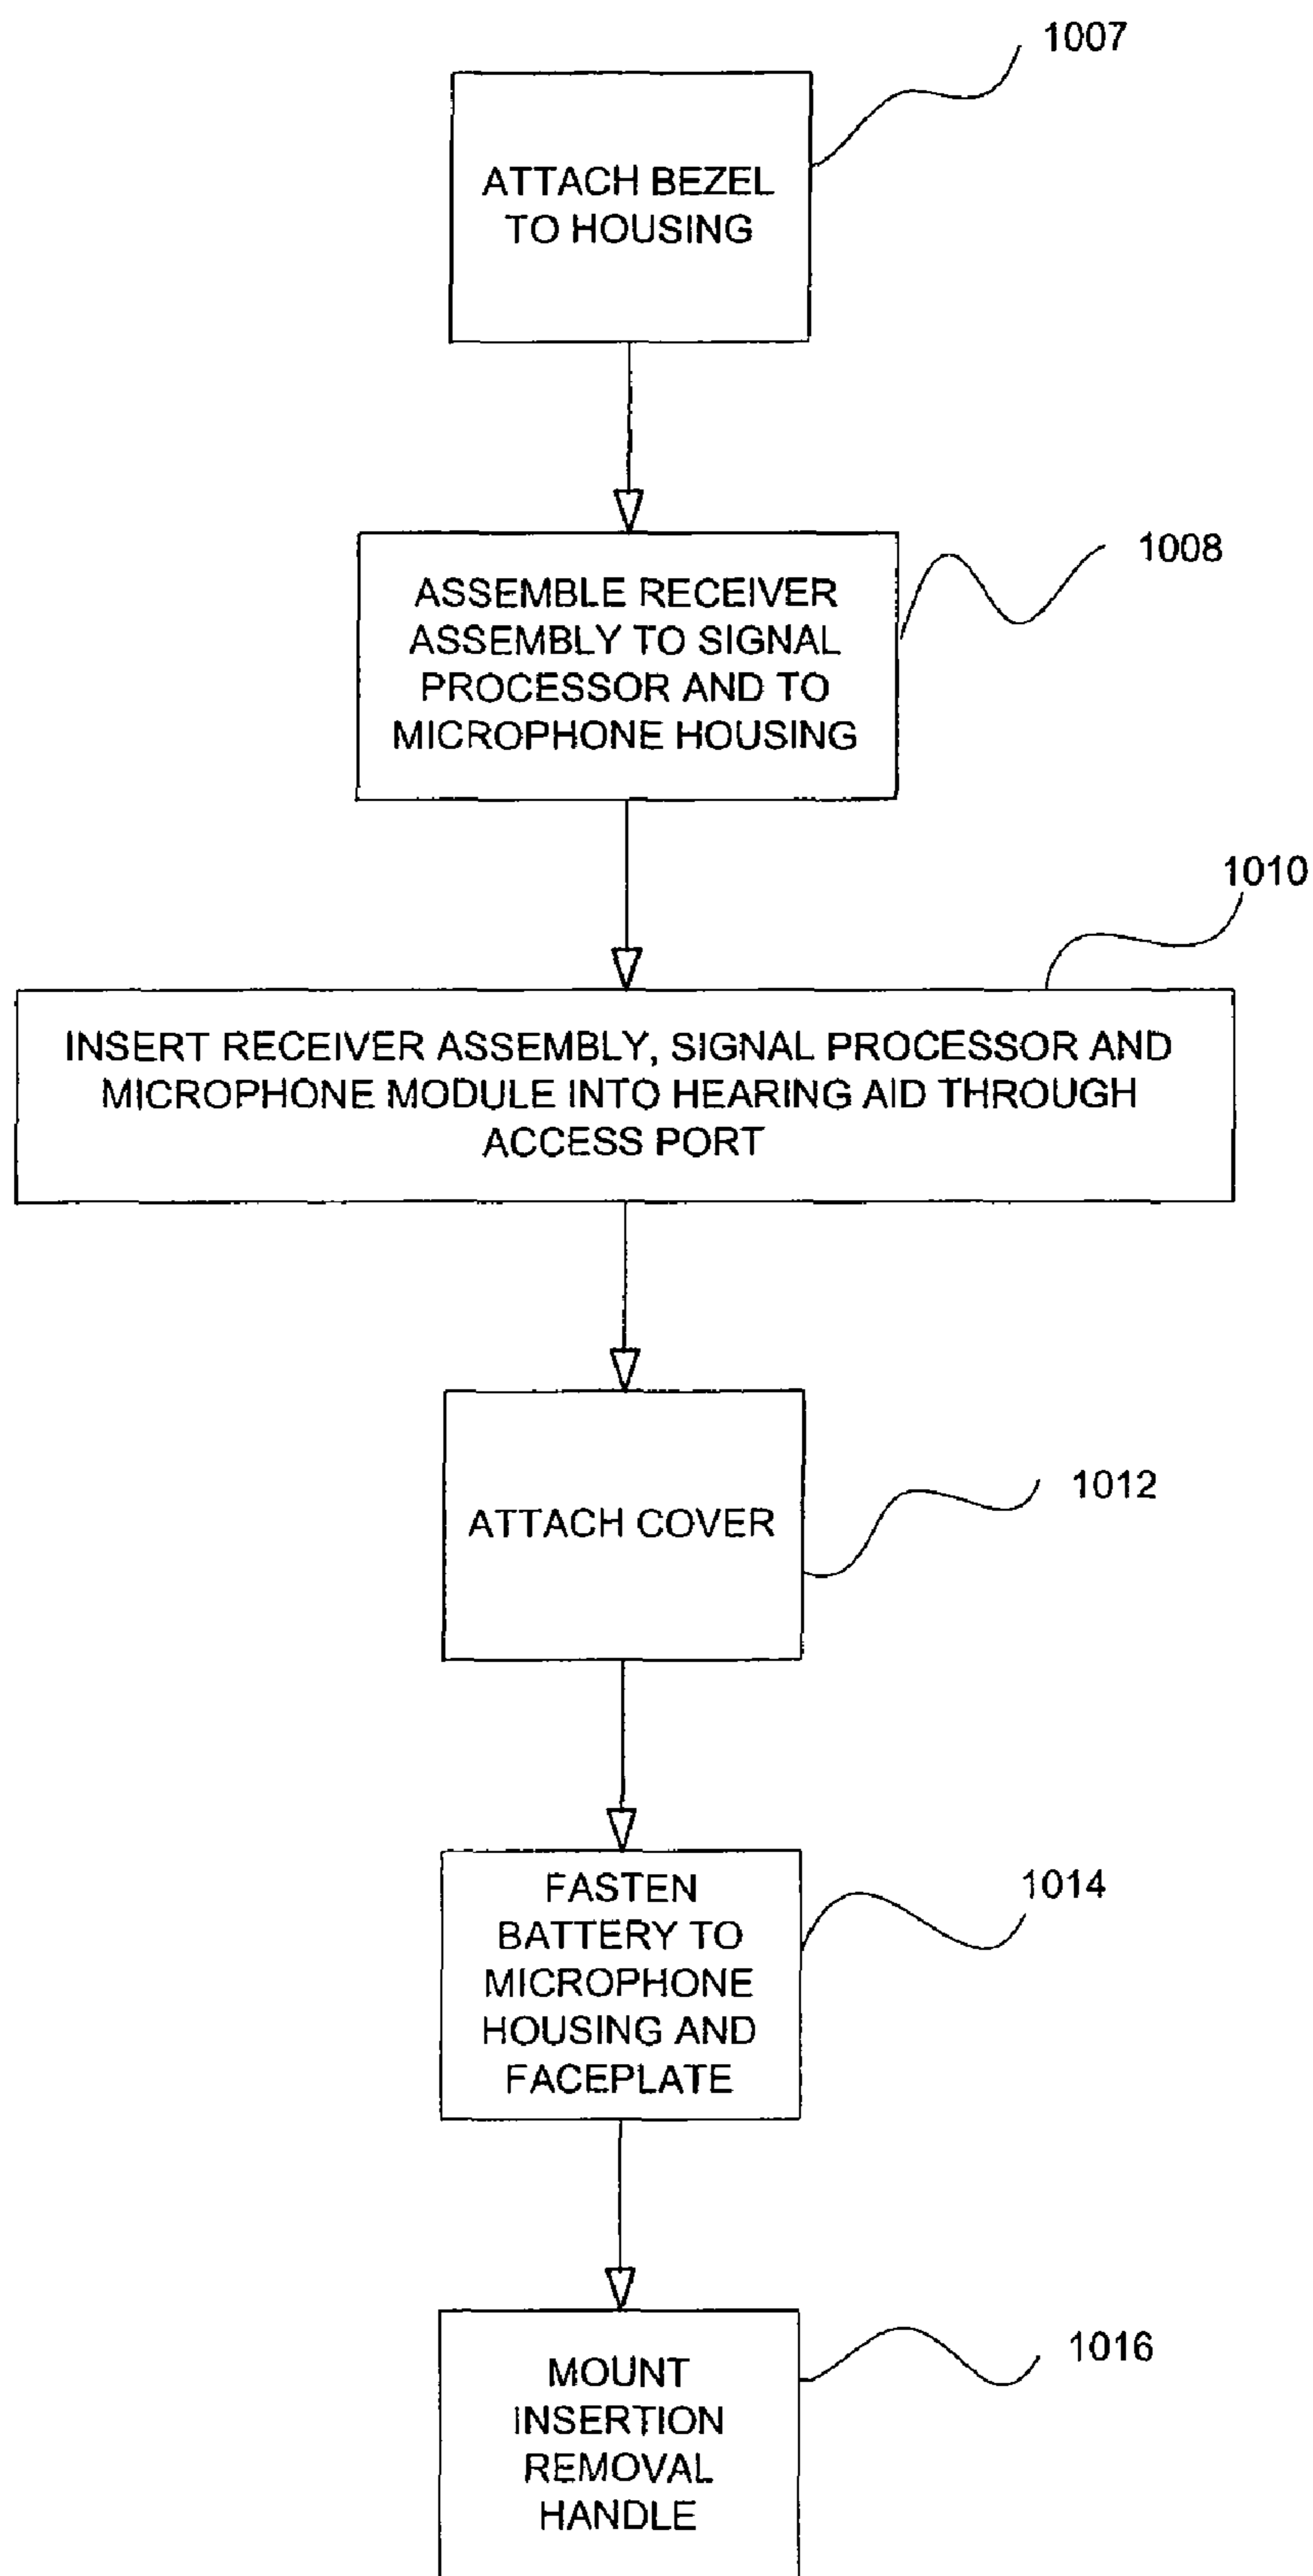 1007
ATTACH BEZEL
TO HOUSING
1008
ASSEMBLE RECEIVER
ASSEMBLY TO SIGNAL
PROCESSOR AND TO
MICROPHONE HOUSING
1010
INSERT RECEIVER ASSEMBLY, SIGNAL PROCESSOR AND
MICROPHONE MODULE INTO HEARING AID THROUGH
ACCESS PORT
1012
ATTACH COVER
1014
FASTEN
BATTERY TO
MICROPHONE
HOUSING AND
FACEPLATE
1016
MOUNT
INSERTION
REMOVAL
HANDLE